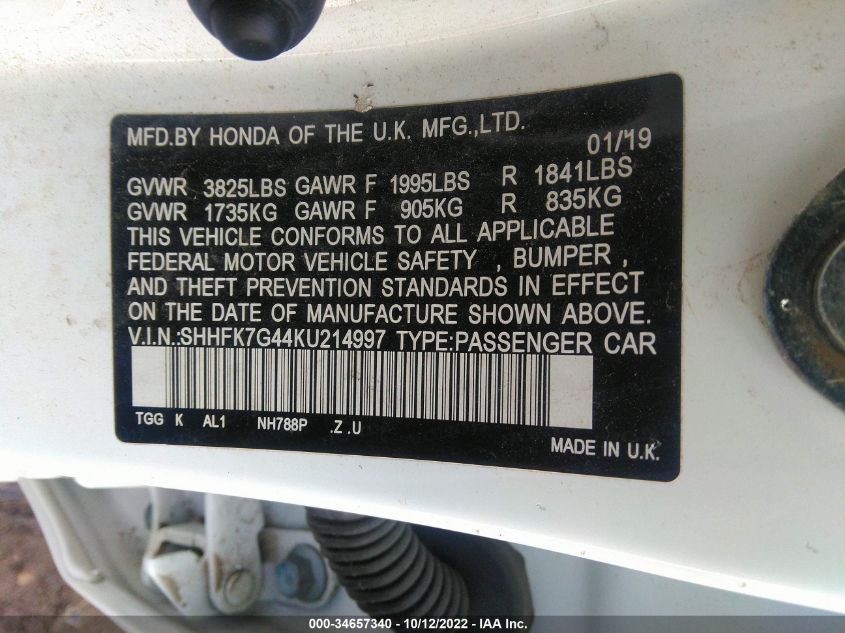 MFD.BY HONDA OF THE U.K. MFG.,LTD.
01/'19
GVWR 3825LBS GAWR F 1995LBS R 1841LBS
GVWR 1735KG GAWR F 905KG R 835KG
THIS VEHICLE CONFORMS TO ALL APPLICABLE
FEDERAL MOTOR VEHICLE SAFETY , BUMPER ,
AND THEFT PREVENTION STANDARDS IN EFFECT
ON THE DATE OF MANUFACTURE SHOWN ABOVE.
V.I.N.:SHHFK7G44KU214997 TYPE:PASSENGER CAR
TGG K AL1 NH788P .Z .U
MADE IN U.K.
000-34657340 - 10/12/2022 - IAA Inc.